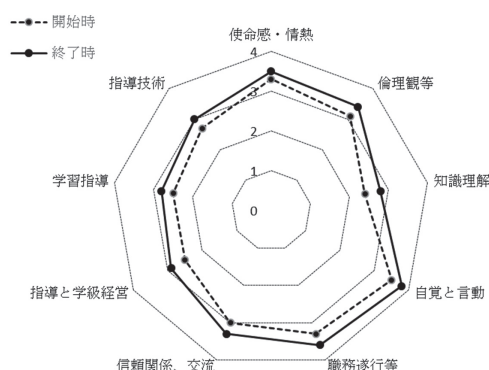 開始時
終了時
使命感・情熱
倫理観等
知識理解
自覚と言動
職務遂行等
信頼関係、交流
指導と学級経営
学習指導
指導技術
4
3
2
1
0